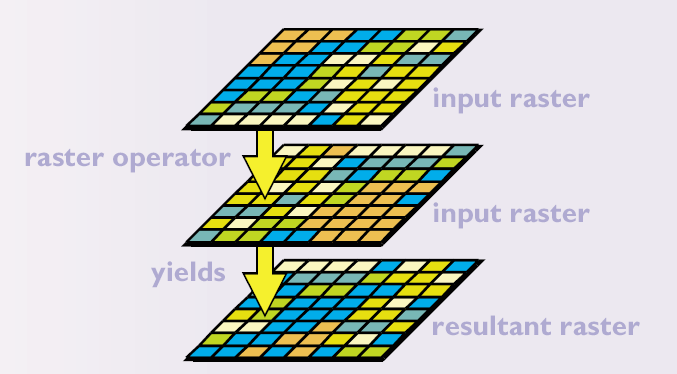 input raster
raster operator
input raster
yields
resultant raster